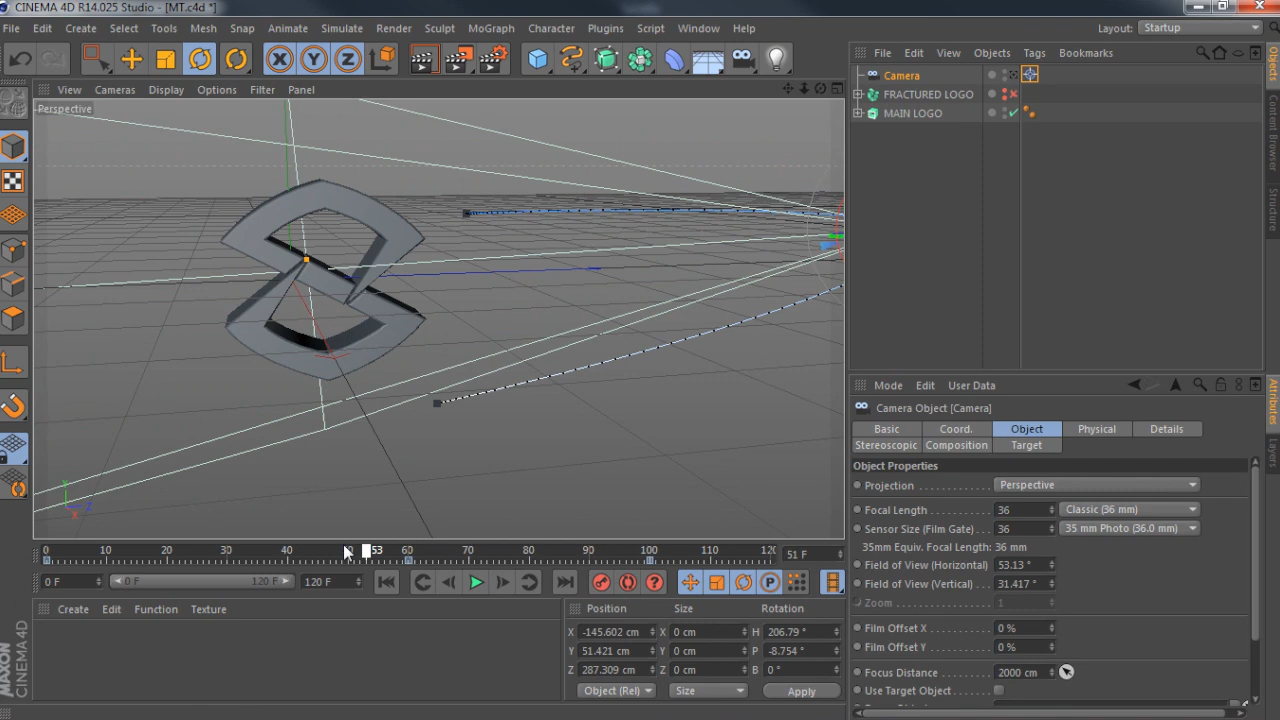 CINEMA 4D R14.025 Studio - [MT.c4d *]
File Edit Create Select Tools Mesh Snap Animate Simulate Render Sculpt MoGraph Character Plugins Script Window Help
Layout: Startup
X Y Z
File Edit View Objects Tags Bookmarks
View Cameras Display Options Filter Panel
Perspective
Camera
FRACTURED LOGO
MAIN LOGO
Objects
Content Browser
Structure
Mode Edit User Data
Camera Object [Camera]
Basic Coord. Object Physical Details
Stereoscopic Composition Target
Object Properties
Projection Perspective
Focal Length 36 Classic (36 mm)
Sensor Size (Film Gate) 36 35 mm Photo (36.0 mm)
35mm Equiv. Focal Length: 36 mm
Field of View (Horizontal) 53.13 °
Field of View (Vertical) 31.417 °
Zoom 1
Film Offset X 0 %
Film Offset Y 0 %
Focus Distance 2000 cm
Use Target Object
Attributes
Layers
Y
Z
X
0 10 20 30 40 53 60 70 80 90 100 110 51 F
0 F 0 F 120 F 120 F
P
Create Edit Function Texture
Position Size Rotation
X -145.602 cm X 0 cm H 206.79 °
Y 51.421 cm Y 0 cm P -8.754 °
Z 287.309 cm Z 0 cm B 0 °
Object (Rel) Size Apply
MAXON
CINEMA 4D